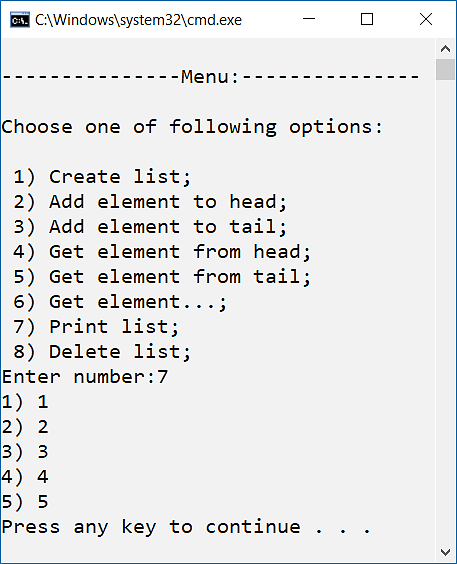 C:\Windows\system32\cmd.exe
---------------Menu:---------------
Choose one of following options:
1) Create list;
2) Add element to head;
3) Add element to tail;
4) Get element from head;
5) Get element from tail;
6) Get element...;
7) Print list;
8) Delete list;
Enter number:7
1) 1
2) 2
3) 3
4) 4
5) 5
Press any key to continue . . .